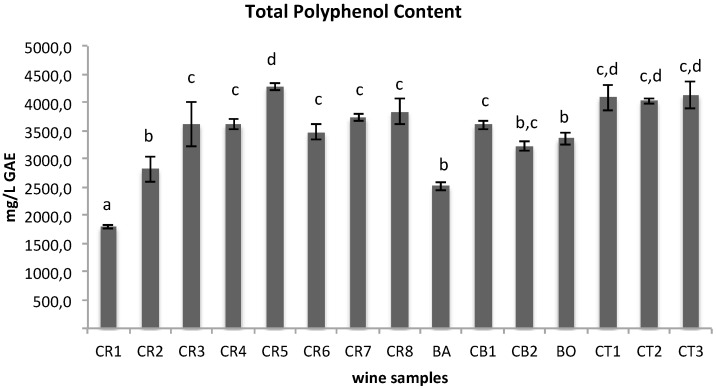 Total Polyphenol Content
mg/L GAE
5000,0
4500,0
4000,0
3500,0
3000,0
2500,0
2000,0
1500,0
1000,0
500,0
a b c c d c c c b c b,c b c,d c,d c,d
CR1 CR2 CR3 CR4 CR5 CR6 CR7 CR8 BA CB1 CB2 BO CT1 CT2 CT3
wine samples